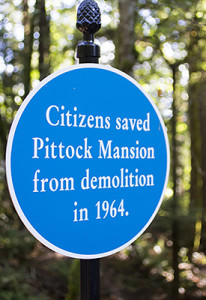 Citizens saved
Pittock Mansion
from demolition
in 1964.